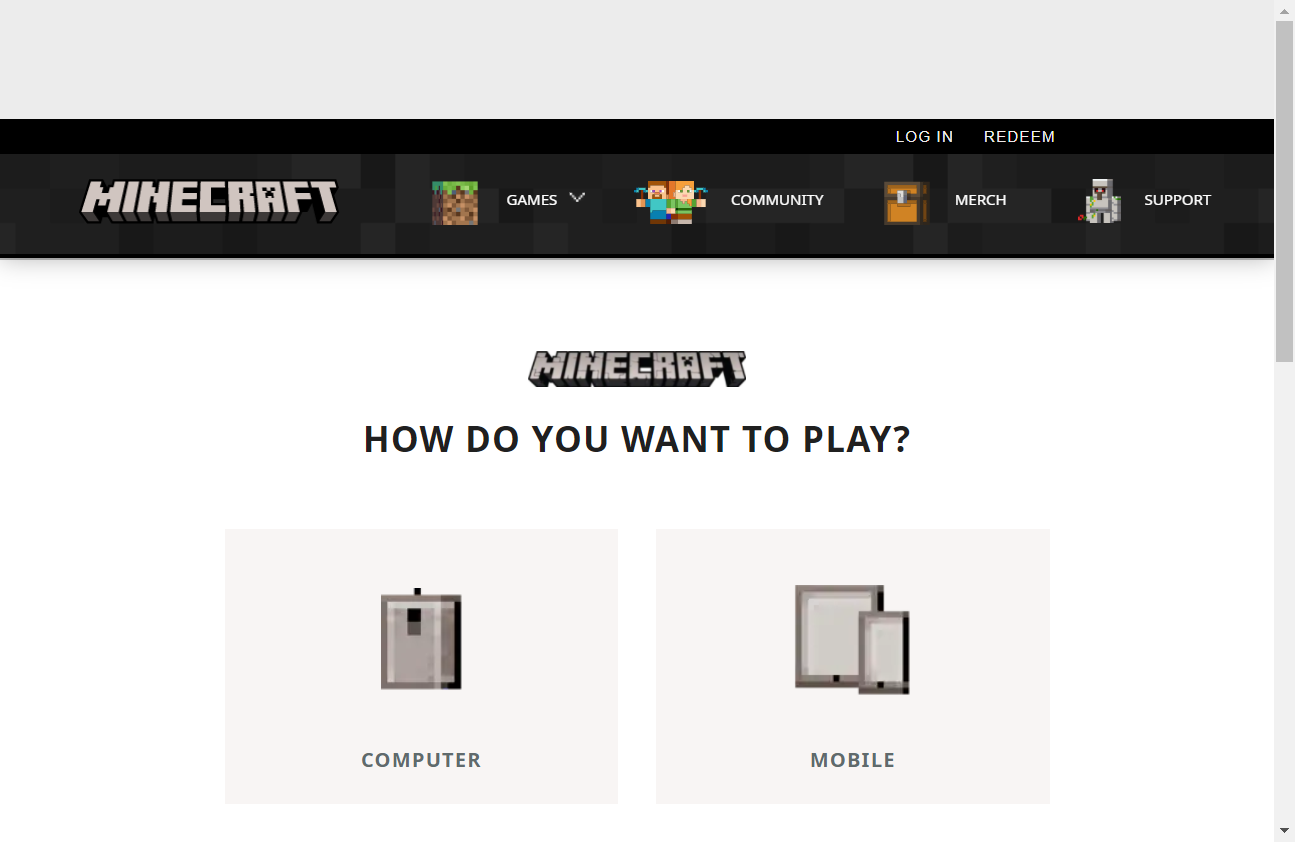 LOG IN REDEEM
MINECRAFT GAMES COMMUNITY MERCH SUPPORT
MINECRAFT
HOW DO YOU WANT TO PLAY?
COMPUTER MOBILE